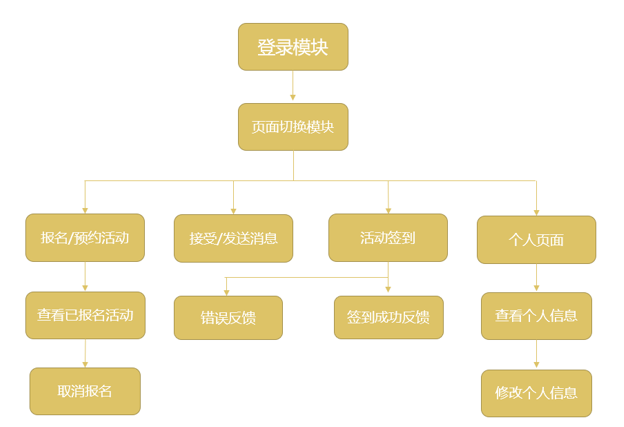 登录模块
页面切换模块
报名/预约活动
接受/发送消息
活动签到
个人页面
查看已报名活动
错误反馈
签到成功反馈
查看个人信息
取消报名
修改个人信息